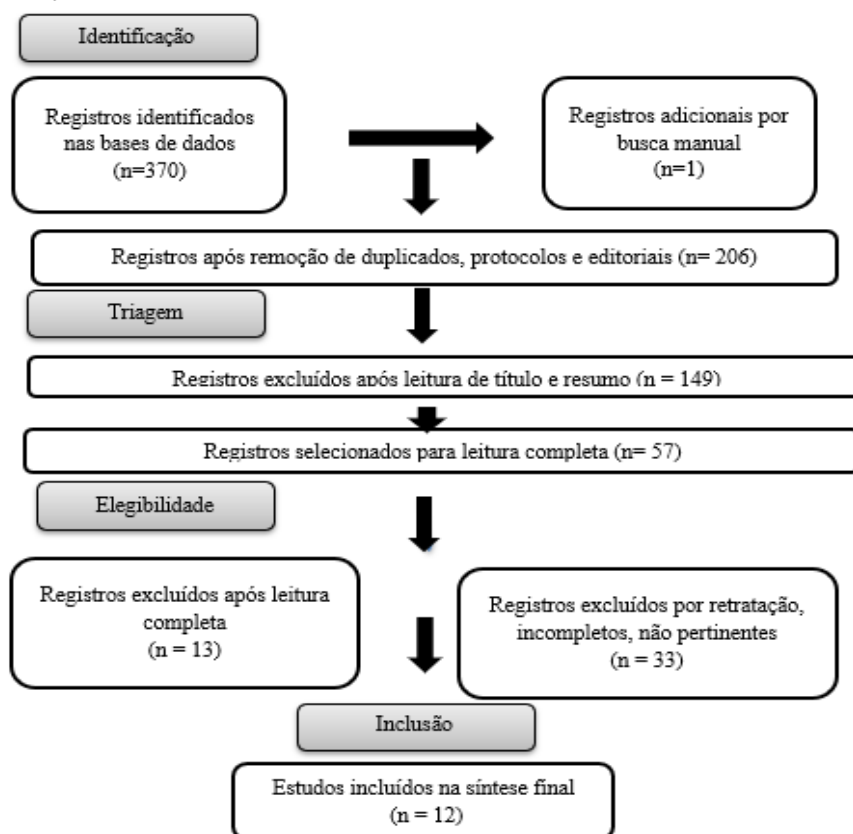 Identificação
Registros identificados
nas bases de dados
(n=370)
Registros adicionais por
busca manual
(n=1)
Registros após remoção de duplicados, protocolos e editoriais (n= 206)
Triagem
Registros excluídos após leitura de título e resumo (n = 149)
Registros selecionados para leitura completa (n= 57)
Elegibilidade
Registros excluídos após leitura
completa
(n = 13)
Registros excluídos por retratação,
incompletos, não pertinentes
(n = 33)
Inclusão
Estudos incluídos na síntese final
(n = 12)